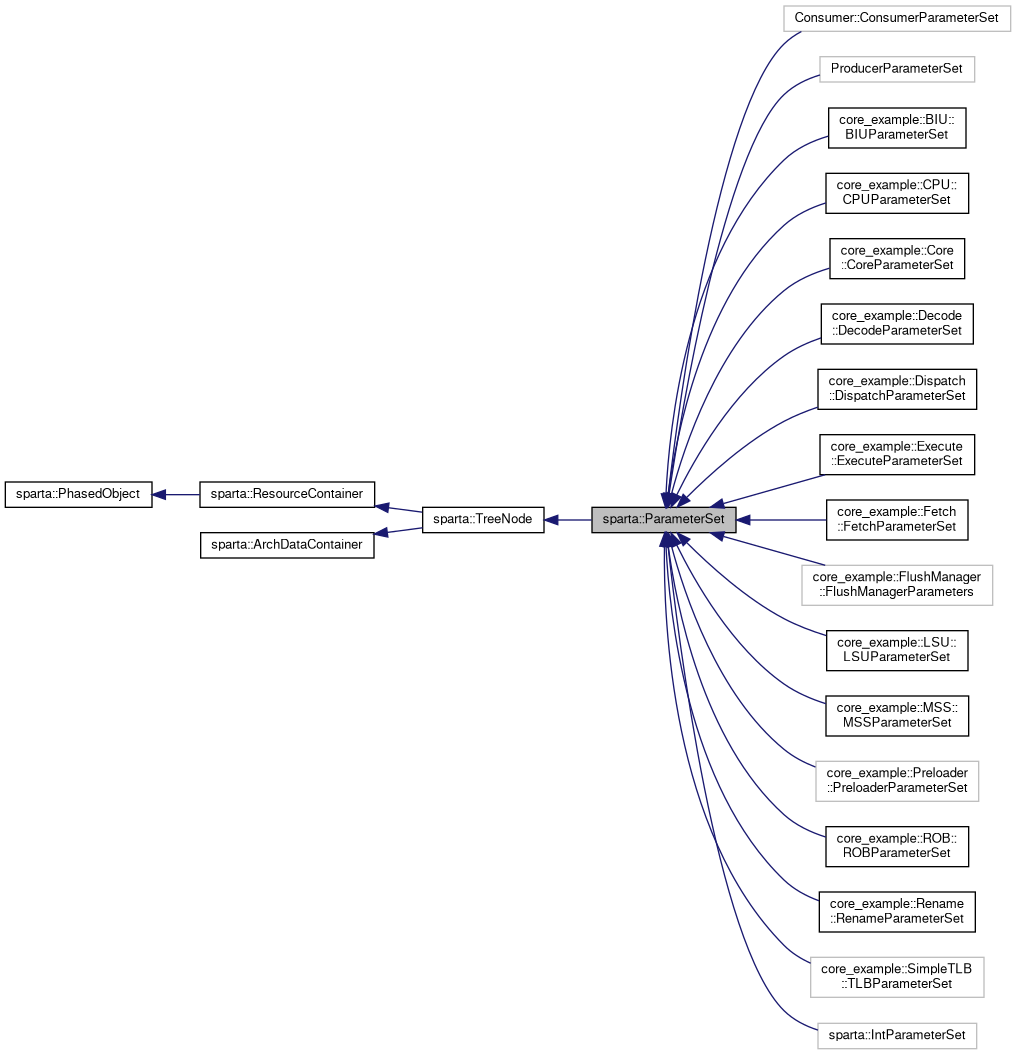 Consumer::ConsumerParameterSet
ProducerParameterSet
core_example::BIU::
BIUParameterSet
core_example::CPU::
CPUParameterSet
core_example::Core
::CoreParameterSet
core_example::Decode
::DecodeParameterSet
core_example::Dispatch
::DispatchParameterSet
core_example::Execute
::ExecuteParameterSet
sparta::PhasedObject
sparta::ResourceContainer
sparta::ArchDataContainer
sparta::TreeNode
sparta::ParameterSet
core_example::Fetch
::FetchParameterSet
core_example::FlushManager
::FlushManagerParameters
core_example::LSU::
LSUParameterSet
core_example::MSS::
MSSParameterSet
core_example::Preloader
::PreloaderParameterSet
core_example::ROB::
ROBParameterSet
core_example::Rename
::RenameParameterSet
core_example::SimpleTLB
::TLBParameterSet
sparta::IntParameterSet